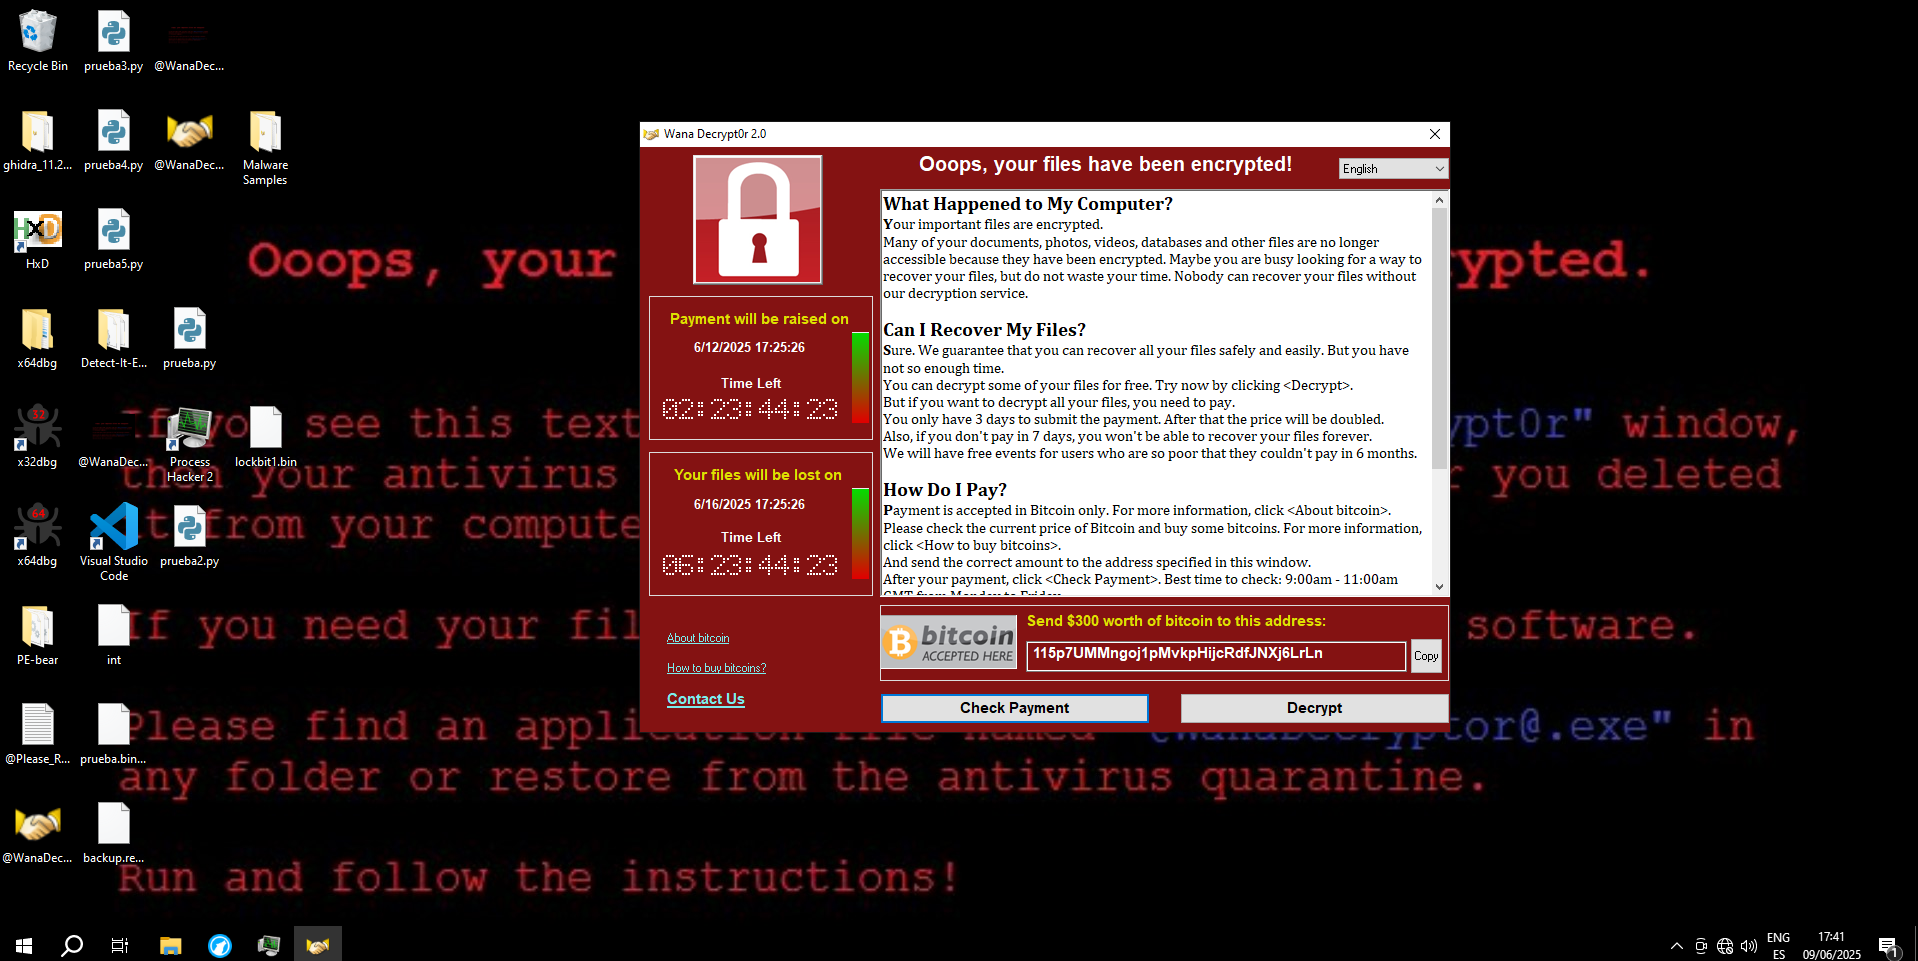 Recycle Bin
prueba3.py
@WanaDec...
ghidra_11.2...
prueba4.py
@WanaDec...
Malware
Samples
HxD
prueba5.py
x64dbg
Detect-It-E...
prueba.py
x32dbg
@WanaDec...
Process
Hacker 2
lockbit1.bin
x64dbg
Visual Studio
Code
prueba2.py
PE-bear
int
@Please_R...
prueba.bin...
@WanaDec...
backup.re...
Ooops, your
rypted.
If you see this text
ypt0r" window,
then your antivirus
r you deleted
it from your compute
If you need your fil
software.
Please find an application file named "@WanaDecryptor@.exe" in
any folder or restore from the antivirus quarantine.
Run and follow the instructions!
Wana Decrypt0r 2.0
Ooops, your files have been encrypted!
English
Payment will be raised on
6/12/2025 17:25:26
Time Left
02:23:44:23
Your files will be lost on
6/16/2025 17:25:26
Time Left
06:23:44:23
About bitcoin
How to buy bitcoins?
Contact Us
What Happened to My Computer?
Your important files are encrypted.
Many of your documents, photos, videos, databases and other files are no longer
accessible because they have been encrypted. Maybe you are busy looking for a way to
recover your files, but do not waste your time. Nobody can recover your files without
our decryption service.
Can I Recover My Files?
Sure. We guarantee that you can recover all your files safely and easily. But you have
not so enough time.
You can decrypt some of your files for free. Try now by clicking <Decrypt>.
But if you want to decrypt all your files, you need to pay.
You only have 3 days to submit the payment. After that the price will be doubled.
Also, if you don't pay in 7 days, you won't be able to recover your files forever.
We will have free events for users who are so poor that they couldn't pay in 6 months.
How Do I Pay?
Payment is accepted in Bitcoin only. For more information, click <About bitcoin>.
Please check the current price of Bitcoin and buy some bitcoins. For more information,
click <How to buy bitcoins>.
And send the correct amount to the address specified in this window.
After your payment, click <Check Payment>. Best time to check: 9:00am - 11:00am
GMT from Monday to Friday
bitcoin
ACCEPTED HERE
Send $300 worth of bitcoin to this address:
115p7UMMngoj1pMvkpHijcRdfJNXj6LrLn
Copy
Check Payment
Decrypt
ENG
ES
17:41
09/06/2025
1